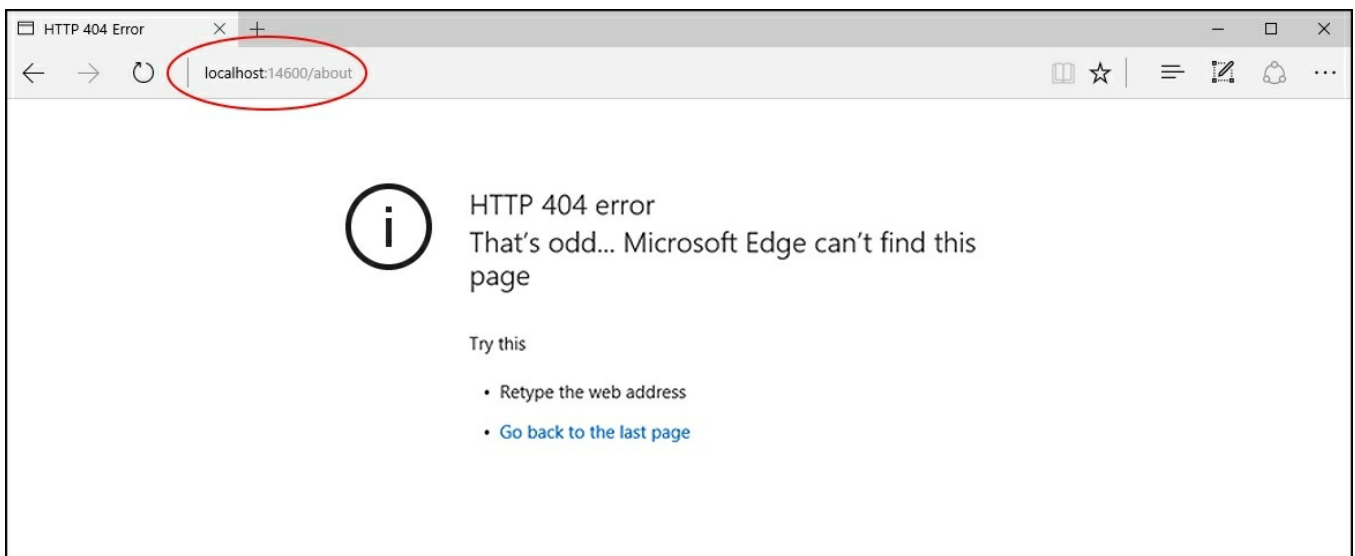 HTTP 404 Error
localhost:14600/about
i
HTTP 404 error
That's odd... Microsoft Edge can't find this
page
Try this
• Retype the web address
• Go back to the last page